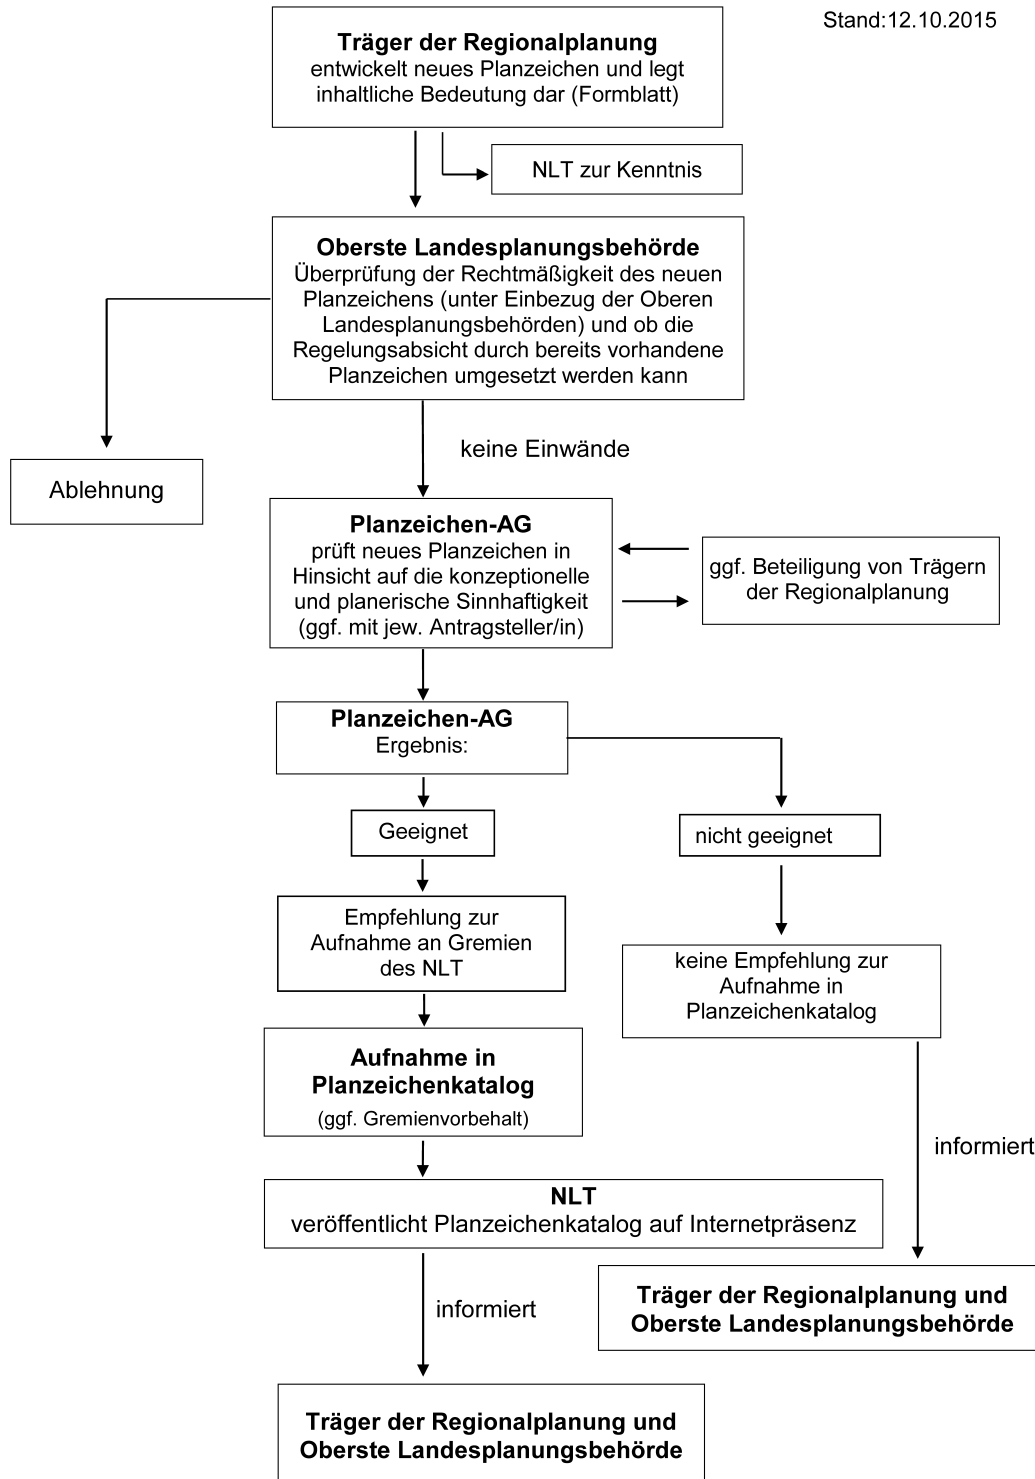 Stand:12.10.2015
Träger der Regionalplanung
entwickelt neues Planzeichen und legt
inhaltliche Bedeutung dar (Formblatt)
NLT zur Kenntnis
Oberste Landesplanungsbehörde
Überprüfung der Rechtmäßigkeit des neuen
Planzeichens (unter Einbezug der Oberen
Landesplanungsbehörden) und ob die
Regelungsabsicht durch bereits vorhandene
Planzeichen umgesetzt werden kann
keine Einwände
Ablehnung
Planzeichen-AG
prüft neues Planzeichen in
Hinsicht auf die konzeptionelle
und planerische Sinnhaftigkeit
(ggf. mit jew. Antragsteller/in)
ggf. Beteiligung von Trägern
der Regionalplanung
Planzeichen-AG
Ergebnis:
Geeignet
nicht geeignet
Empfehlung zur
Aufnahme an Gremien
des NLT
keine Empfehlung zur
Aufnahme in
Planzeichenkatalog
Aufnahme in
Planzeichenkatalog
(ggf. Gremienvorbehalt)
informiert
NLT
veröffentlicht Planzeichenkatalog auf Internetpräsenz
informiert
Träger der Regionalplanung und
Oberste Landesplanungsbehörde
Träger der Regionalplanung und
Oberste Landesplanungsbehörde